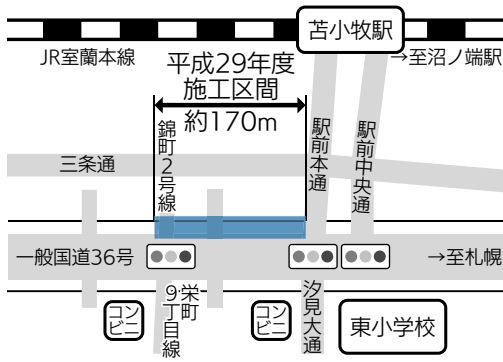 苫小牧駅
JR室蘭本線
→至沼ノ端駅
平成29年度
施工区間
約170m
錦町2号線
駅前本通
駅前中央通
三条通
一般国道36号
→至札幌
栄町
9丁目線
汐見大通
コン
ビニ
コン
ビニ
東小学校